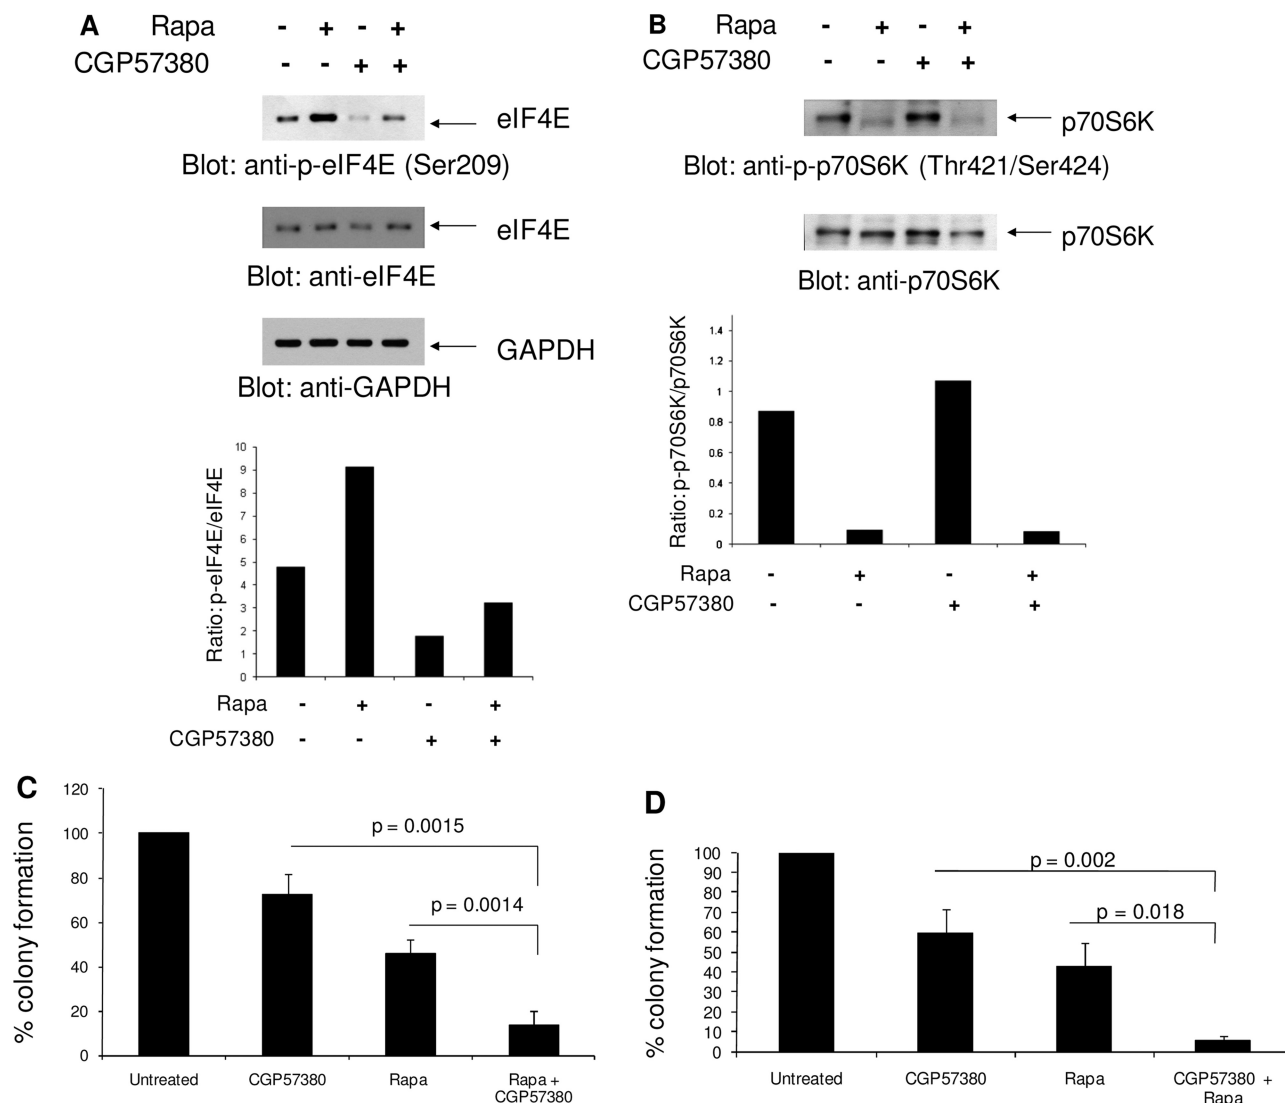 A
Rapa - + - +
CGP57380 - - + +
eIF4E
Blot: anti-p-eIF4E (Ser209)
eIF4E
Blot: anti-eIF4E
GAPDH
Blot: anti-GAPDH
Ratio: p-eIF4E/eIF4E
10
9
8
7
6
5
4
3
2
1
0
Rapa - + - +
CGP57380 - - + +
B
Rapa - + - +
CGP57380 - - + +
p70S6K
Blot: anti-p-p70S6K (Thr421/Ser424)
p70S6K
Blot: anti-p70S6K
Ratio: p-p70S6K/p70S6K
1.4
1.2
1
0.8
0.6
0.4
0.2
0
Rapa - + - +
CGP57380 - - + +
C
% colony formation
120
100
80
60
40
20
0
p = 0.0015
p = 0.0014
Untreated
CGP57380
Rapa
Rapa +
CGP57380
D
% colony formation
100
90
80
70
60
50
40
30
20
10
0
p = 0.002
p = 0.018
Untreated
CGP57380
Rapa
CGP57380 +
Rapa